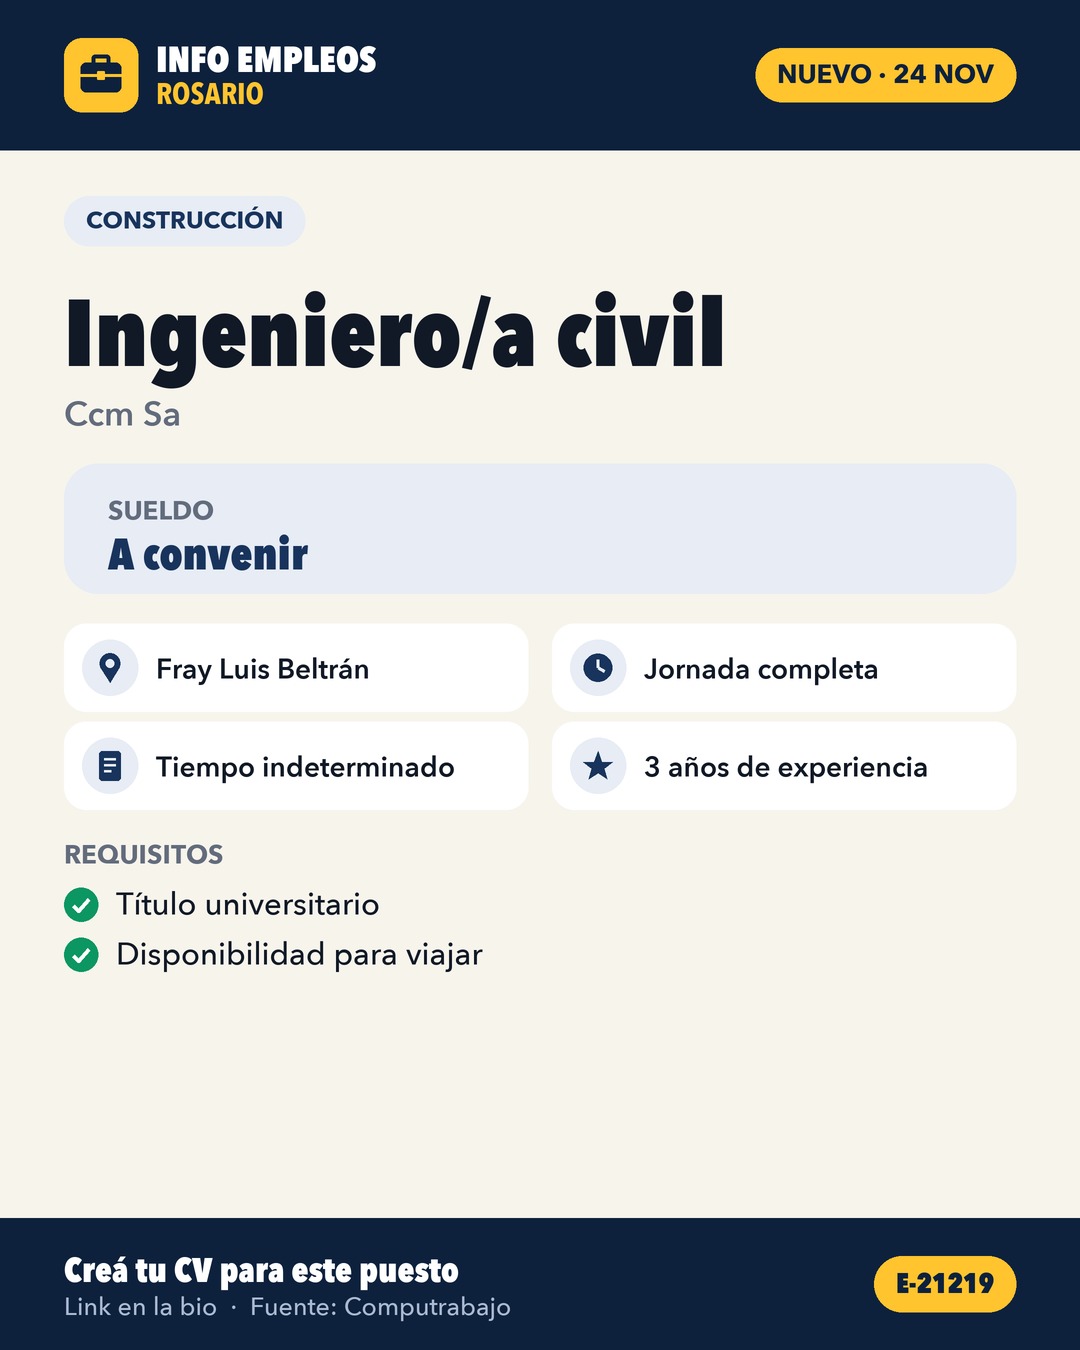 INFO EMPLEOS
ROSARIO
NUEVO · 24 NOV
CONSTRUCCIÓN
Ingeniero/a civil
Ccm Sa
SUELDO
A convenir
Fray Luis Beltrán
Jornada completa
Tiempo indeterminado
3 años de experiencia
REQUISITOS
Título universitario
Disponibilidad para viajar
Creá tu CV para este puesto
Link en la bio · Fuente: Computrabajo
E-21219